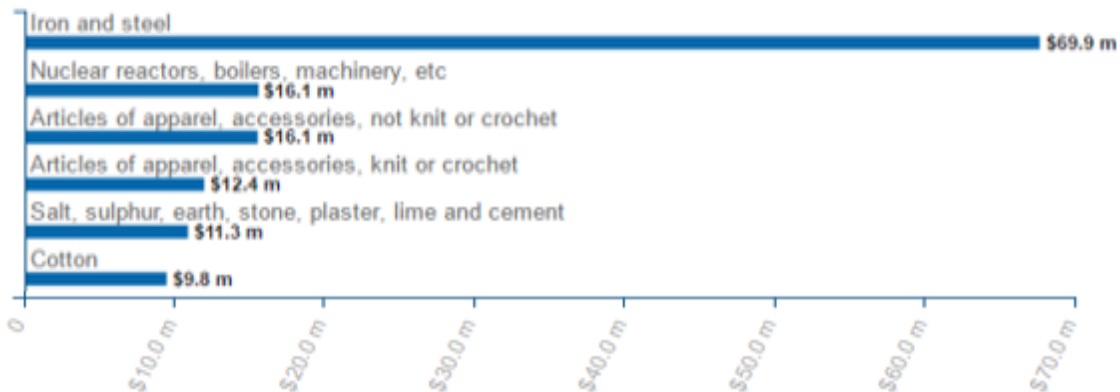 Iron and steel
$69.9 m
Nuclear reactors, boilers, machinery, etc
$16.1 m
Articles of apparel, accessories, not knit or crochet
$16.1 m
Articles of apparel, accessories, knit or crochet
$12.4 m
Salt, sulphur, earth, stone, plaster, lime and cement
$11.3 m
Cotton
$9.8 m
0
$10.0 m
$20.0 m
$30.0 m
$40.0 m
$50.0 m
$60.0 m
$70.0 m